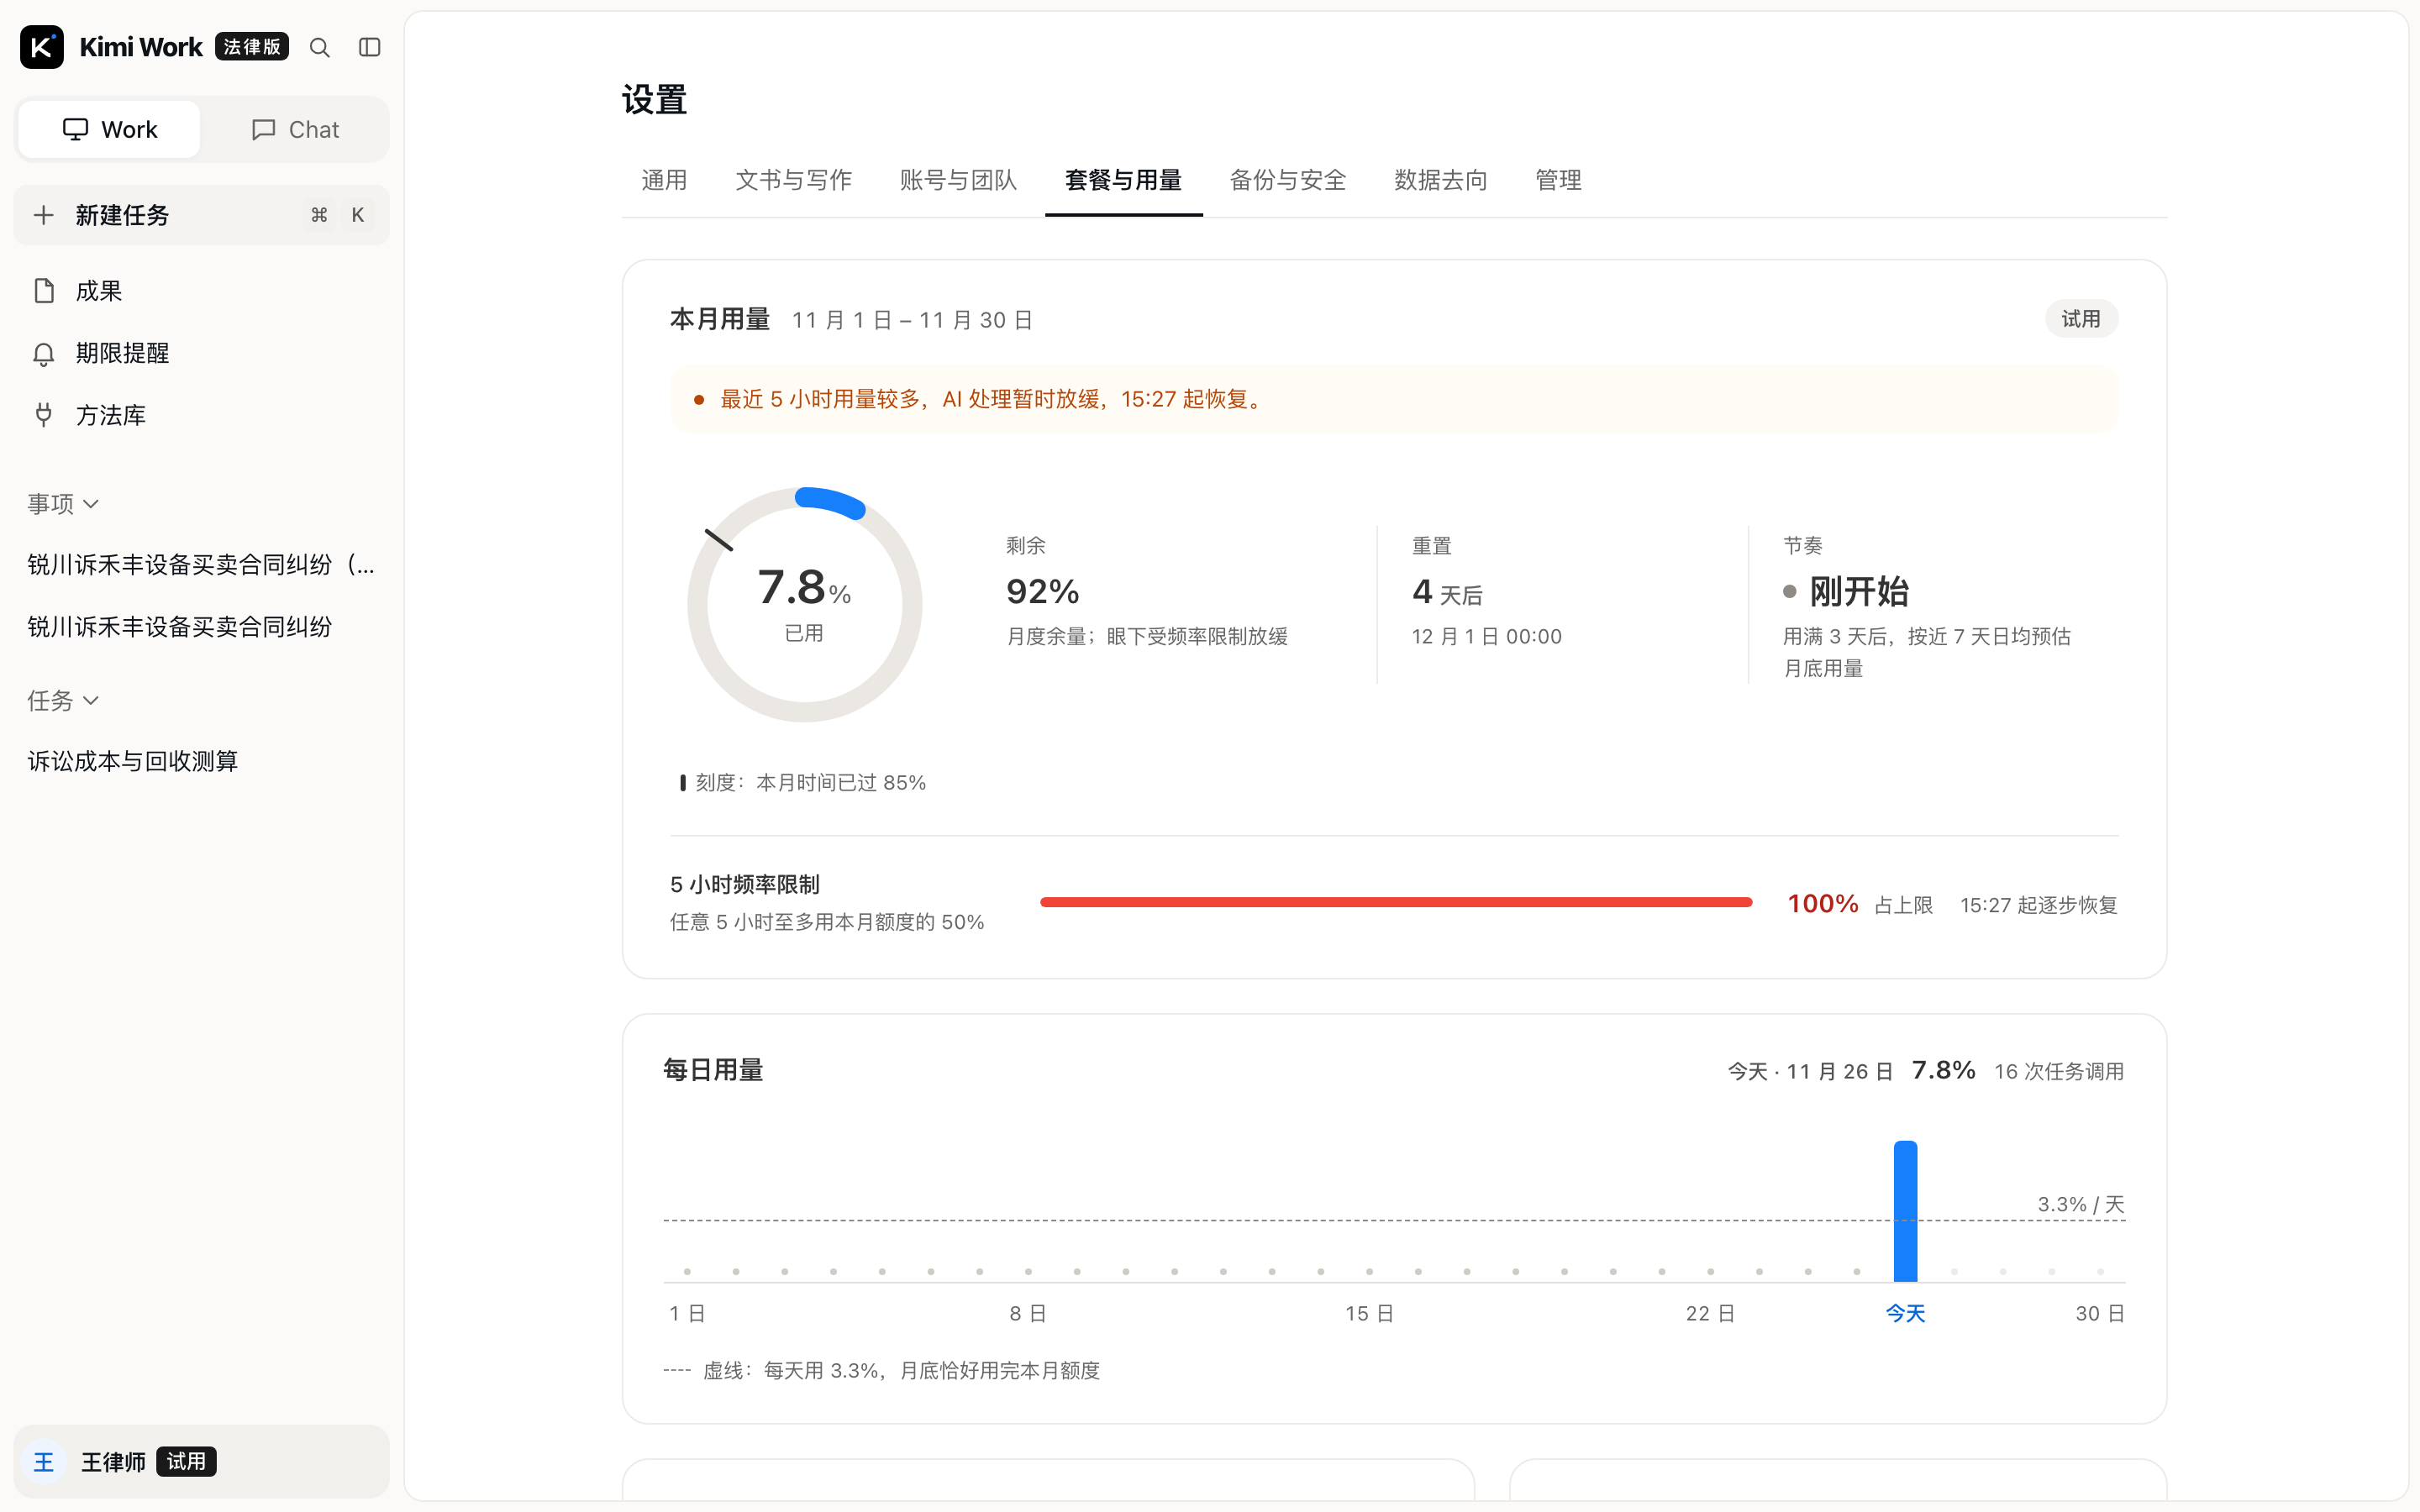 Kimi Work 法律版
Work Chat
新建任务 ⌘ K
成果
期限提醒
方法库
事项
锐川诉禾丰设备买卖合同纠纷（...
锐川诉禾丰设备买卖合同纠纷
任务
诉讼成本与回收测算
王 王律师 试用
设置
通用 文书与写作 账号与团队 套餐与用量 备份与安全 数据去向 管理
本月用量 11 月 1 日 – 11 月 30 日 试用
最近 5 小时用量较多，AI 处理暂时放缓，15:27 起恢复。
7.8%
已用
剩余
92%
月度余量；眼下受频率限制放缓
重置
4 天后
12 月 1 日 00:00
节奏
刚开始
用满 3 天后，按近 7 天日均预估
月底用量
刻度：本月时间已过 85%
5 小时频率限制
任意 5 小时至多用本月额度的 50%
100% 占上限 15:27 起逐步恢复
每日用量 今天 · 11 月 26 日 7.8% 16 次任务调用
3.3% / 天
1 日 8 日 15 日 22 日 今天 30 日
虚线：每天用 3.3%，月底恰好用完本月额度